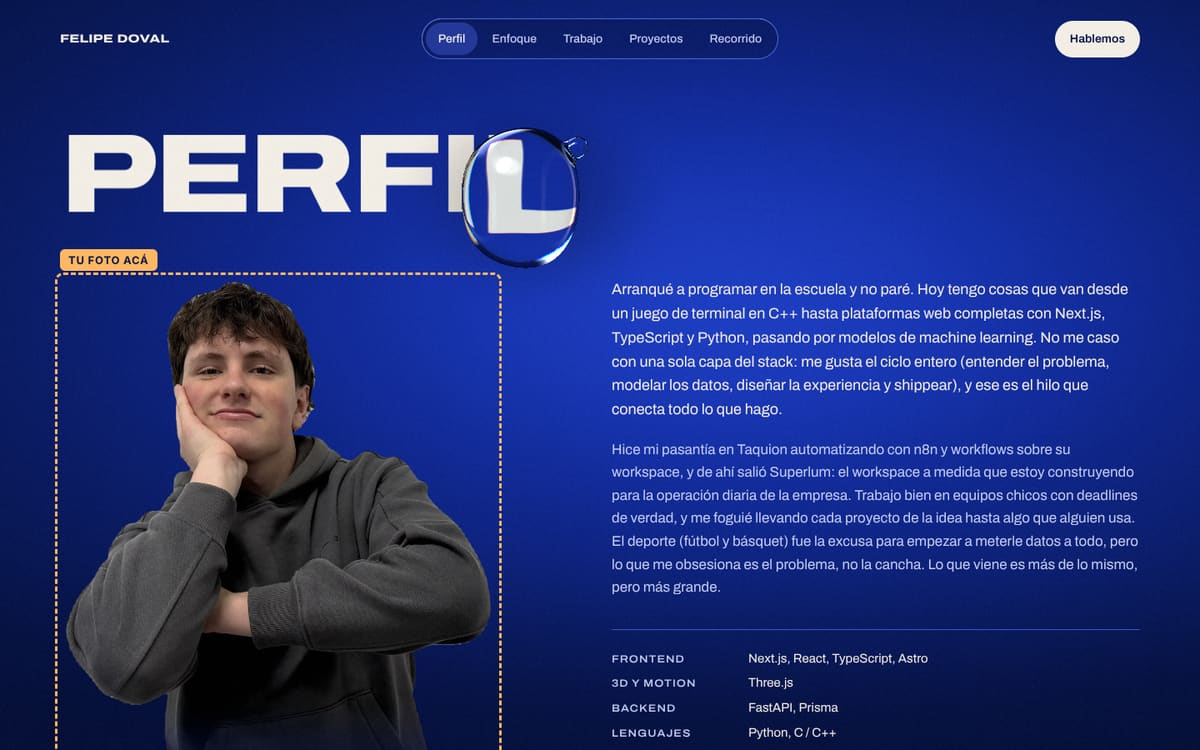 FELIPE DOVAL
Perfil
Enfoque
Trabajo
Proyectos
Recorrido
Hablemos
PERFIL
TU FOTO ACÁ
Arranqué a programar en la escuela y no paré. Hoy tengo cosas que van desde
un juego de terminal en C++ hasta plataformas web completas con Next.js,
TypeScript y Python, pasando por modelos de machine learning. No me caso
con una sola capa del stack: me gusta el ciclo entero (entender el problema,
modelar los datos, diseñar la experiencia y shippear), y ese es el hilo que
conecta todo lo que hago.
Hice mi pasantía en Taquion automatizando con n8n y workflows sobre su
workspace, y de ahí salió Superlum: el workspace a medida que estoy construyendo
para la operación diaria de la empresa. Trabajo bien en equipos chicos con deadlines
de verdad, y me foguié llevando cada proyecto de la idea hasta algo que alguien usa.
El deporte (fútbol y básquet) fue la excusa para empezar a meterle datos a todo, pero
lo que me obsesiona es el problema, no la cancha. Lo que viene es más de lo mismo,
pero más grande.
FRONTEND Next.js, React, TypeScript, Astro
3D Y MOTION Three.js
BACKEND FastAPI, Prisma
LENGUAJES Python, C / C++